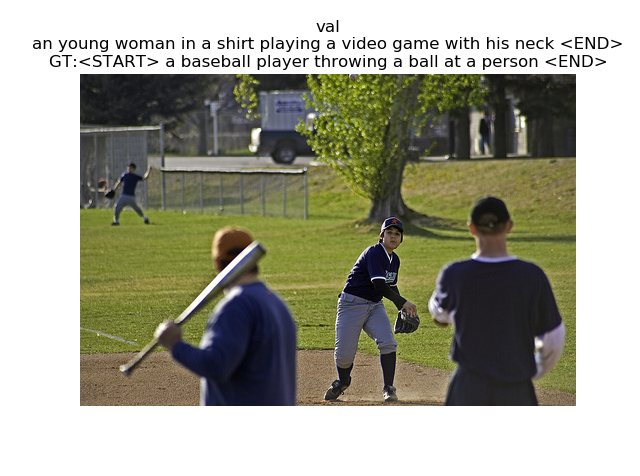 val
an young woman in a shirt playing a video game with his neck <END>
GT:<START> a baseball player throwing a ball at a person <END>